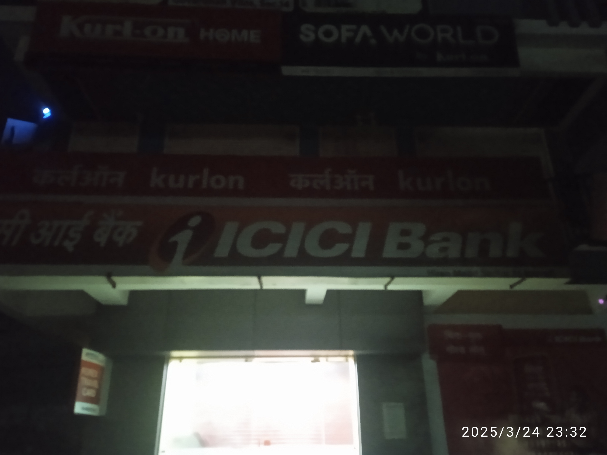 Kurl-on HOME
SOFA WORLD
कर्लऑन kurlon कर्लऑन kurlon
सी आई बैंक ICICI Bank
2025/3/24 23:32